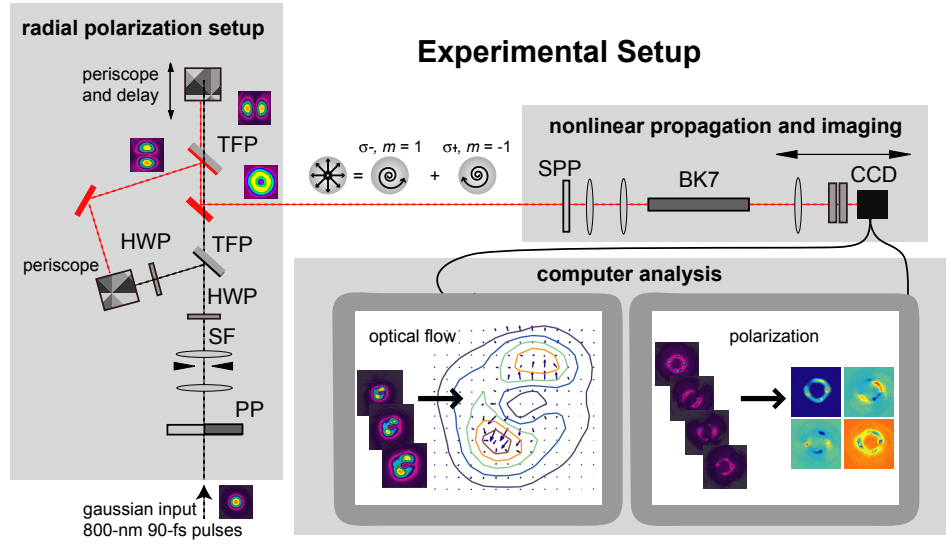 radial polarization setup
Experimental Setup
periscope
and delay
TFP
σ-, m = 1
σ+, m = -1
=
+
nonlinear propagation and imaging
SPP
BK7
CCD
HWP
TFP
periscope
HWP
SF
PP
gaussian input
800-nm 90-fs pulses
computer analysis
optical flow
polarization